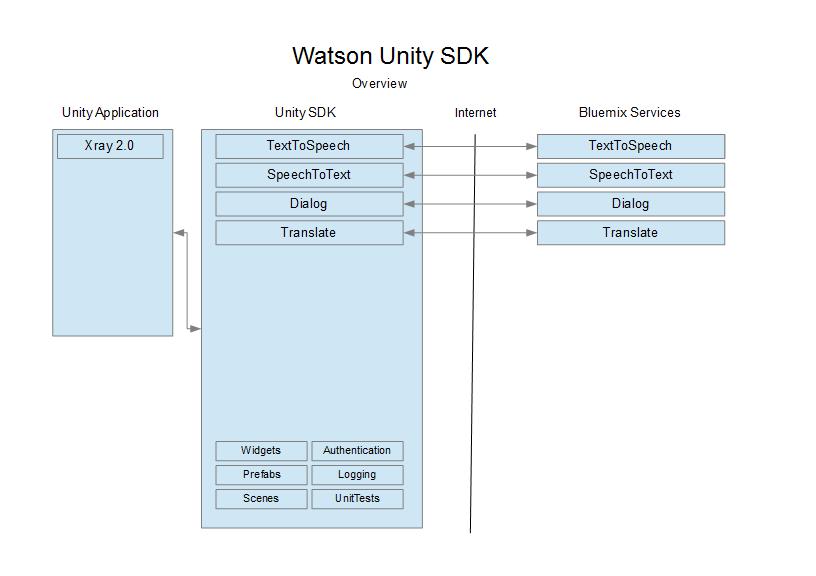 Watson Unity SDK
Overview
Unity Application
Unity SDK
Internet
Bluemix Services
Xray 2.0
TextToSpeech
TextToSpeech
SpeechToText
SpeechToText
Dialog
Dialog
Translate
Translate
Widgets
Authentication
Prefabs
Logging
Scenes
UnitTests